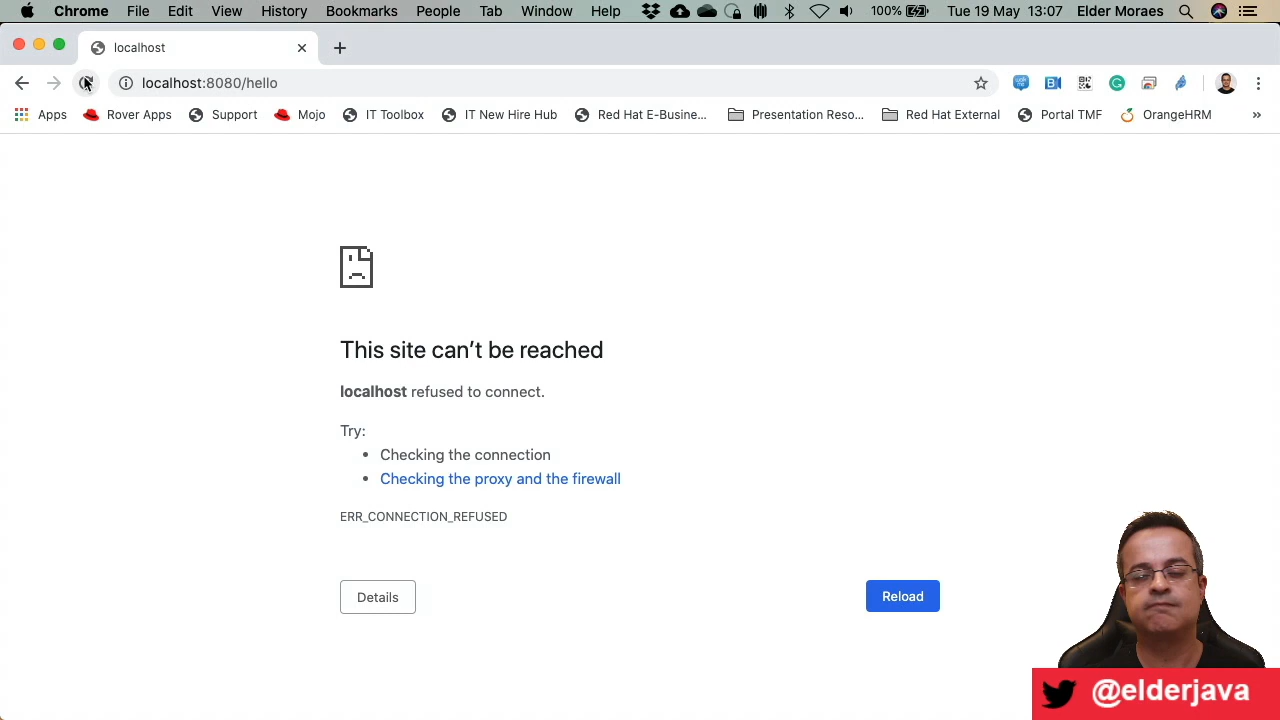 Chrome File Edit View History Bookmarks People Tab Window Help 100% Tue 19 May 13:07 Elder Moraes
localhost
localhost:8080/hello
Apps Rover Apps Support Mojo IT Toolbox IT New Hire Hub Red Hat E-Busine... Presentation Reso... Red Hat External Portal TMF OrangeHRM »
This site can’t be reached
localhost refused to connect.
Try:
• Checking the connection
• Checking the proxy and the firewall
ERR_CONNECTION_REFUSED
Details
Reload
@elderjava